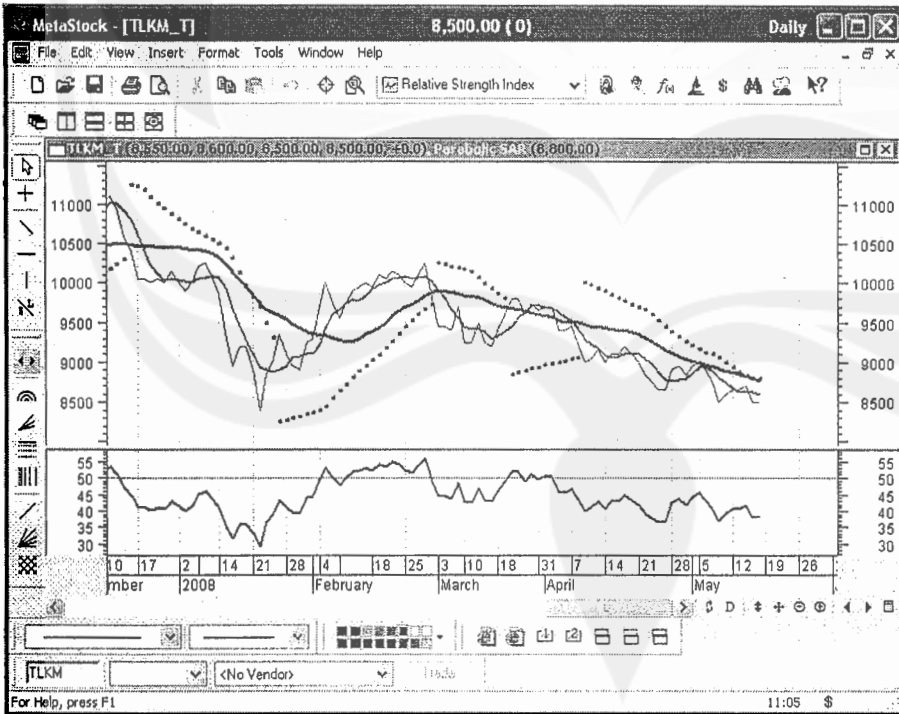 MetaStock - [TLKM_T] 8,500.00 (0) Daily
File Edit View Insert Format Tools Window Help
Relative Strength Index
TLKM_T (8,550.00, 8,600.00, 8,500.00, 8,500.00, +0.0), Parabolic SAR (8,800.00)
11000 11000
10500 10500
10000 10000
9500 9500
9000 9000
8500 8500
55 55
50 50
45 45
40 40
35 35
30 30
10 17 2 14 21 28 4 11 18 25 3 10 18 24 31 7 14 21 28 5 12 19 26
mber 2008 February March April May
D
TLKM <No Vendor>
For Help, press F1 11:05 $